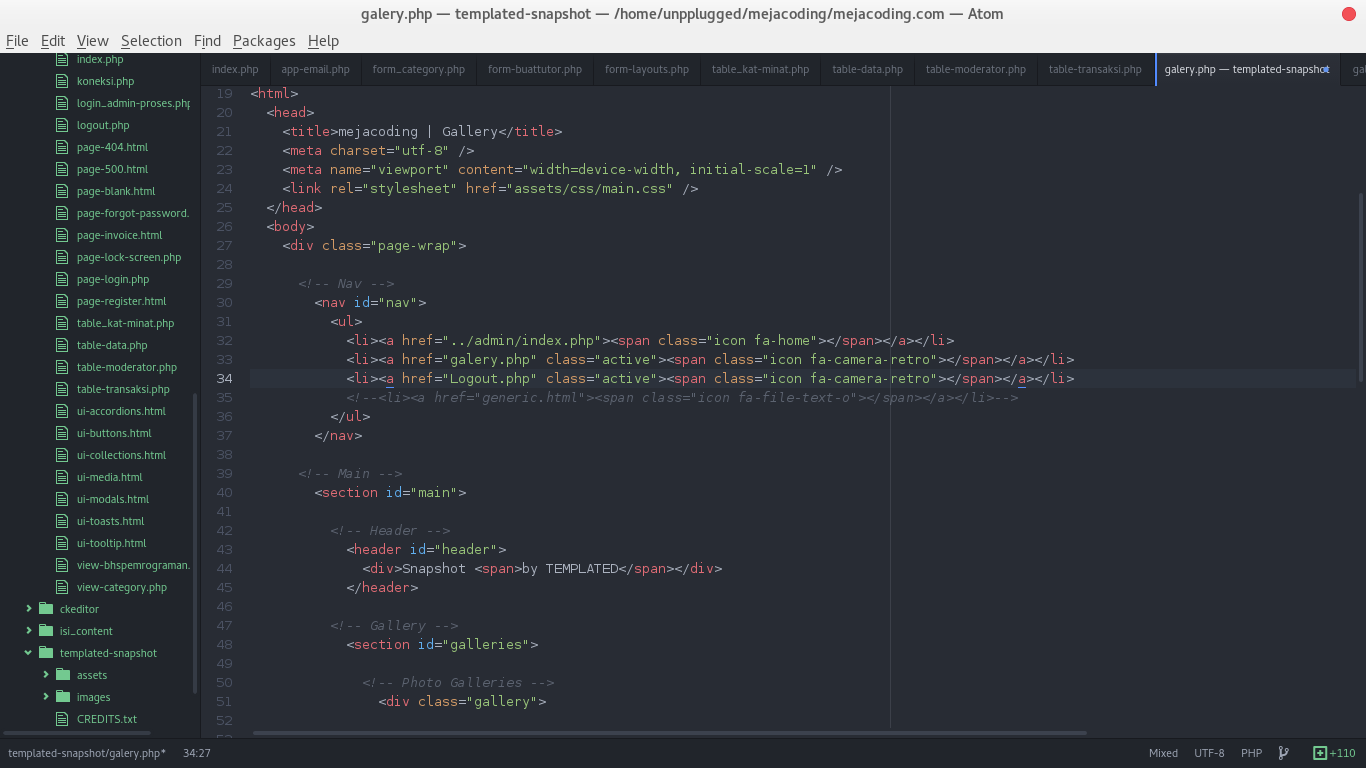 galery.php — templated-snapshot — /home/unpplugged/mejacoding/mejacoding.com — Atom
File Edit View Selection Find Packages Help
index.php
koneksi.php
login_admin-proses.php
logout.php
page-404.html
page-500.html
page-blank.html
page-forgot-password.
page-invoice.html
page-lock-screen.php
page-login.php
page-register.html
table_kat-minat.php
table-data.php
table-moderator.php
table-transaksi.php
ui-accordions.html
ui-buttons.html
ui-collections.html
ui-media.html
ui-modals.html
ui-toasts.html
ui-tooltip.html
view-bhspemrograman.
view-category.php
ckeditor
isi_content
templated-snapshot
assets
images
CREDITS.txt
index.php app-email.php form_category.php form-buattutor.php form-layouts.php table_kat-minat.php table-data.php table-moderator.php table-transaksi.php galery.php — templated-snapshot gal
19 <html>
20 <head>
21 <title>mejacoding | Gallery</title>
22 <meta charset="utf-8" />
23 <meta name="viewport" content="width=device-width, initial-scale=1" />
24 <link rel="stylesheet" href="assets/css/main.css" />
25 </head>
26 <body>
27 <div class="page-wrap">
28
29 <!-- Nav -->
30 <nav id="nav">
31 <ul>
32 <li><a href="../admin/index.php"><span class="icon fa-home"></span></a></li>
33 <li><a href="galery.php" class="active"><span class="icon fa-camera-retro"></span></a></li>
34 <li><a href="Logout.php" class="active"><span class="icon fa-camera-retro"></span></a></li>
35 <!--<li><a href="generic.html"><span class="icon fa-file-text-o"></span></a></li>-->
36 </ul>
37 </nav>
38
39 <!-- Main -->
40 <section id="main">
41
42 <!-- Header -->
43 <header id="header">
44 <div>Snapshot <span>by TEMPLATED</span></div>
45 </header>
46
47 <!-- Gallery -->
48 <section id="galleries">
49
50 <!-- Photo Galleries -->
51 <div class="gallery">
52
templated-snapshot/galery.php* 34:27 Mixed UTF-8 PHP +110